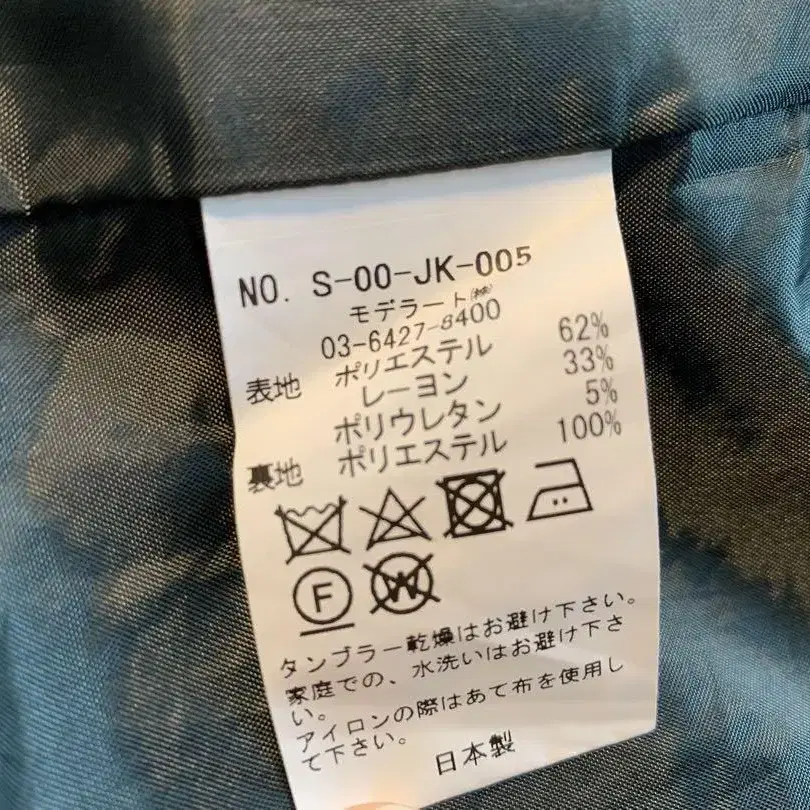 NO. S-00-JK-005
モデラート㈱
03-6427-8400
表地 ポリエステル 62%
レーヨン 33%
ポリウレタン 5%
裏地 ポリエステル 100%
F W
タンブラー乾燥はお避け下さい。
家庭での、水洗いはお避け下さ
い。
アイロンの際はあて布を使用し
て下さい。
日本製